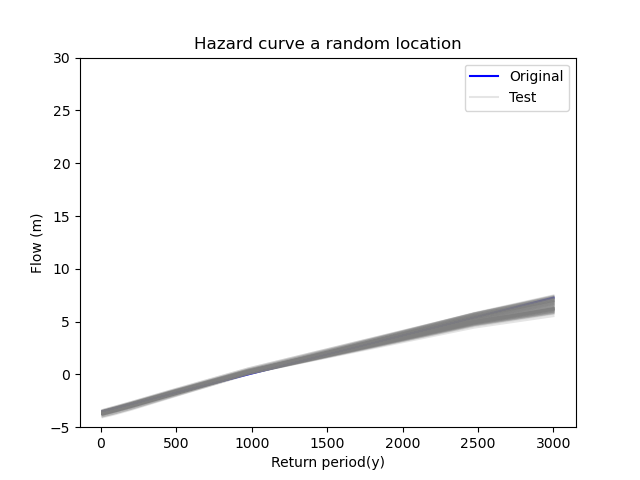 Hazard curve a random location
Original
Test
30
25
20
15
10
5
0
−5
Flow (m)
0 500 1000 1500 2000 2500 3000
Return period(y)